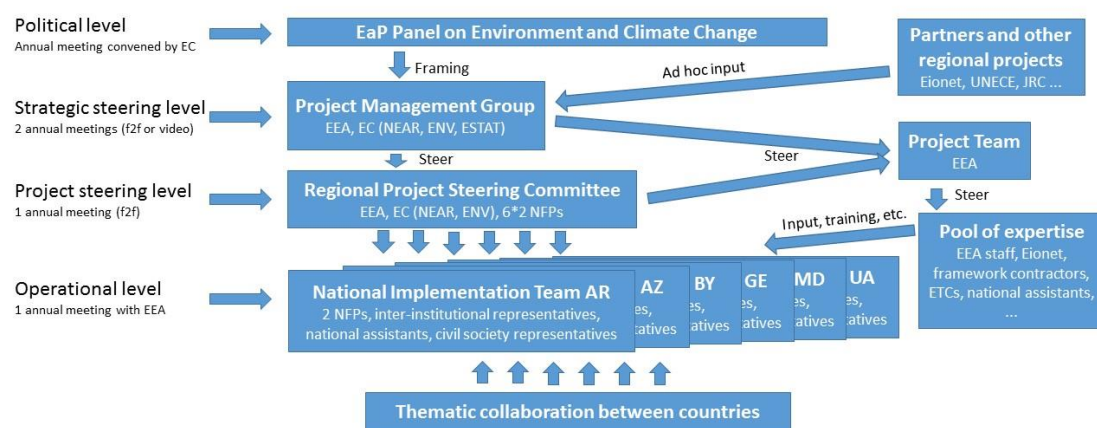 Political level
Annual meeting convened by EC
EaP Panel on Environment and Climate Change
Partners and other
regional projects
Eionet, UNECE, JRC ...
Framing
Ad hoc input
Strategic steering level
2 annual meetings (f2f or video)
Project Management Group
EEA, EC (NEAR, ENV, ESTAT)
Project Team
EEA
Steer
Steer
Steer
Project steering level
1 annual meeting (f2f)
Regional Project Steering Committee
EEA, EC (NEAR, ENV), 6*2 NFPs
Input, training, etc.
Pool of expertise
EEA staff, Eionet,
framework contractors,
ETCs, national assistants,
...
Operational level
1 annual meeting with EEA
National Implementation Team AR
2 NFPs, inter-institutional representatives,
national assistants, civil society representatives
AZ
BY
GE
MD
UA
Thematic collaboration between countries